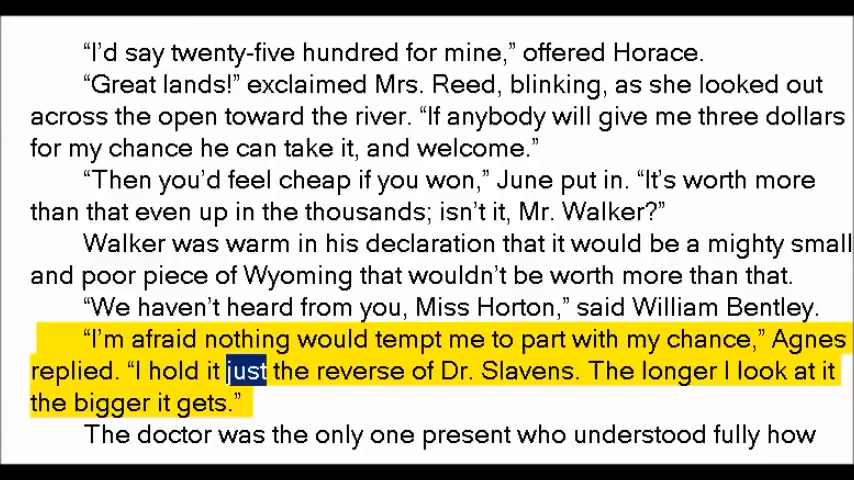 “I’d say twenty-five hundred for mine,” offered Horace.
“Great lands!” exclaimed Mrs. Reed, blinking, as she looked out
across the open toward the river. “If anybody will give me three dollars
for my chance he can take it, and welcome.”
“Then you’d feel cheap if you won,” June put in. “It’s worth more
than that even up in the thousands; isn’t it, Mr. Walker?”
Walker was warm in his declaration that it would be a mighty small
and poor piece of Wyoming that wouldn’t be worth more than that.
“We haven’t heard from you, Miss Horton,” said William Bentley.
“I’m afraid nothing would tempt me to part with my chance,” Agnes
replied. “I hold it just the reverse of Dr. Slavens. The longer I look at it
the bigger it gets.”
The doctor was the only one present who understood fully how